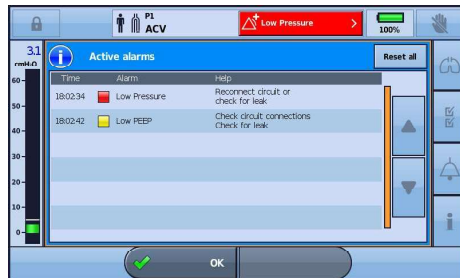 P1
ACV
Low Pressure
100%
3.1
cmH₂O
Active alarms
Reset all
Time Alarm Help
18:02:34 Low Pressure Reconnect circuit or
check for leak
18:02:42 Low PEEP Check circuit connections
Check for leak
60
50
40
30
20
10
0
OK